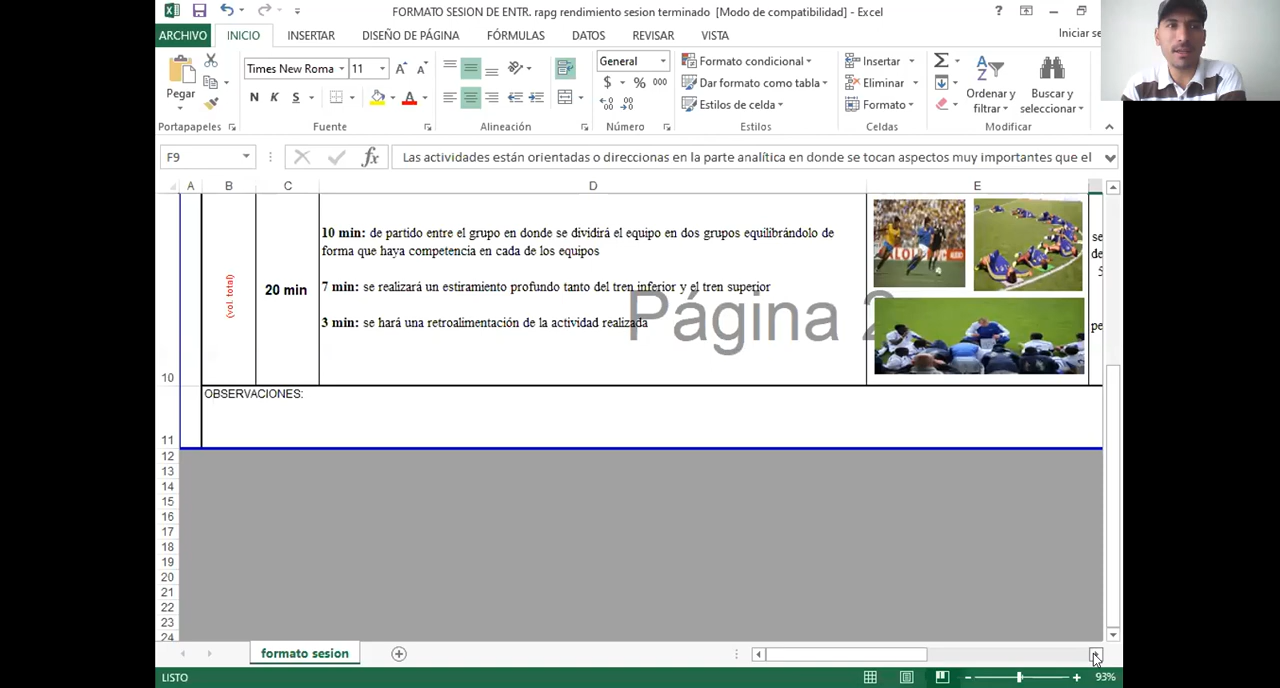 FORMATO SESION DE ENTR. rapg rendimiento sesion terminado [Modo de compatibilidad] - Excel
?
ARCHIVO INICIO INSERTAR DISEÑO DE PÁGINA FÓRMULAS DATOS REVISAR VISTA Iniciar se
Pegar
Times New Roma 11
N K S
General
$ % 000
Formato condicional
Dar formato como tabla
Estilos de celda
Insertar
Eliminar
Formato
Ordenar y filtrar
Buscar y seleccionar
Portapapeles Fuente Alineación Número Estilos Celdas Modificar
F9 fx Las actividades están orientadas o direccionas en la parte analítica en donde se tocan aspectos muy importantes que el
A B C D E
10 min: de partido entre el grupo en donde se dividirá el equipo en dos grupos equilibrándolo de
forma que haya competencia en cada de los equipos
(vol. total)
20 min
7 min: se realizará un estiramiento profundo tanto del tren inferior y el tren superior
Página 2
3 min: se hará una retroalimentación de la actividad realizada
se
de
5
pe
10
OBSERVACIONES:
11
12
13
14
15
16
17
18
19
20
21
22
23
24
formato sesion
LISTO 93%